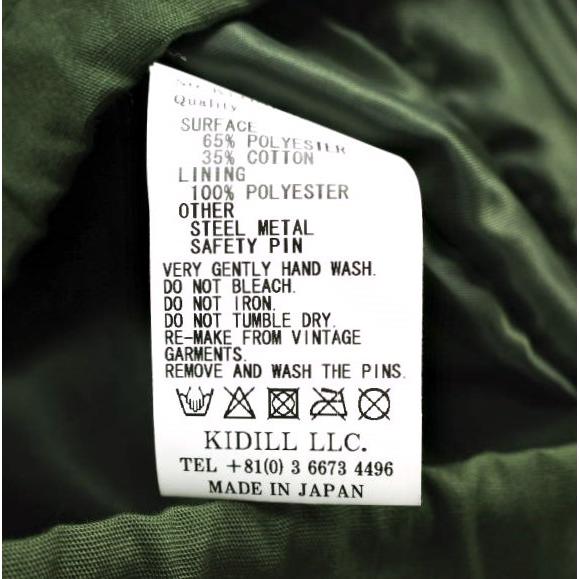 Quality
SURFACE
65% POLYESTER
35% COTTON
LINING
100% POLYESTER
OTHER
STEEL METAL
SAFETY PIN
VERY GENTLY HAND WASH.
DO NOT BLEACH.
DO NOT IRON.
DO NOT TUMBLE DRY.
RE-MAKE FROM VINTAGE
GARMENTS.
REMOVE AND WASH THE PINS.
KIDILL LLC.
TEL +81(0) 3 6673 4496
MADE IN JAPAN